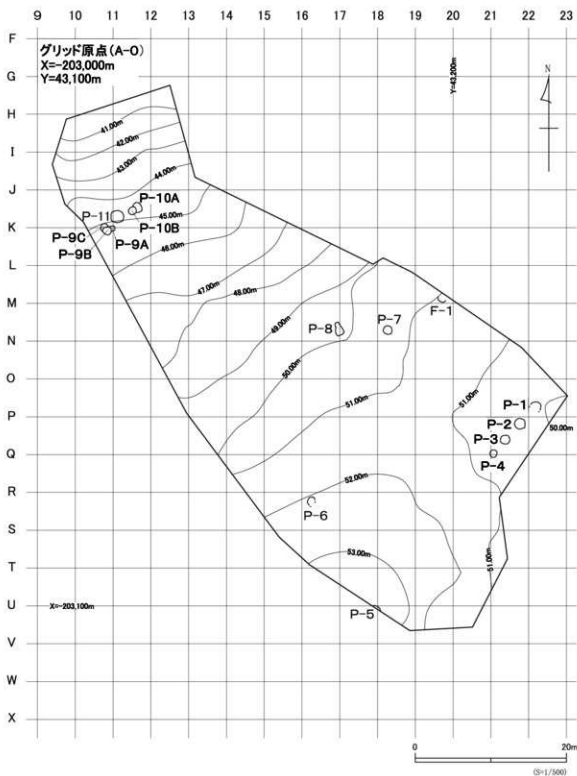 9 10 11 12 13 14 15 16 17 18 19 20 21 22 23
F
グリッド原点(A-0)
X=-203,000m
Y=43,100m
Y=43,200m
N
G
H
41.00m
42.00m
I
43.00m
44.00m
J
P-10A
P-11
45.00m
P-10B
K
P-9C
P-9A
46.00m
P-9B
L
47.00m
48.00m
M
F-1
49.00m
P-8
P-7
N
50.00m
51.00m
O
51.00m
P-1
P
P-2
50.00m
P-3
Q
P-4
52.00m
R
P-6
S
53.00m
51.00m
T
U
X=-203,100m
P-5
V
W
X
0
20m
(S=1/500)